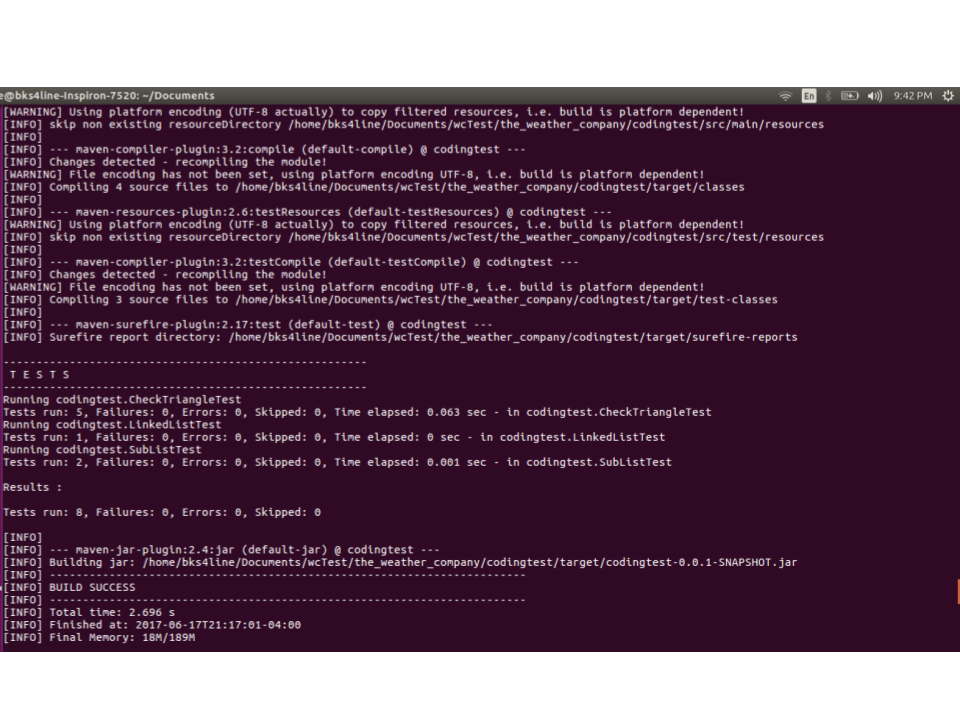 e@bks4line-Inspiron-7520: ~/Documents En 9:42 PM
[WARNING] Using platform encoding (UTF-8 actually) to copy filtered resources, i.e. build is platform dependent!
[INFO] skip non existing resourceDirectory /home/bks4line/Documents/wcTest/the_weather_company/codingtest/src/main/resources
[INFO]
[INFO] --- maven-compiler-plugin:3.2:compile (default-compile) @ codingtest ---
[INFO] Changes detected - recompiling the module!
[WARNING] File encoding has not been set, using platform encoding UTF-8, i.e. build is platform dependent!
[INFO] Compiling 4 source files to /home/bks4line/Documents/wcTest/the_weather_company/codingtest/target/classes
[INFO]
[INFO] --- maven-resources-plugin:2.6:testResources (default-testResources) @ codingtest ---
[WARNING] Using platform encoding (UTF-8 actually) to copy filtered resources, i.e. build is platform dependent!
[INFO] skip non existing resourceDirectory /home/bks4line/Documents/wcTest/the_weather_company/codingtest/src/test/resources
[INFO]
[INFO] --- maven-compiler-plugin:3.2:testCompile (default-testCompile) @ codingtest ---
[INFO] Changes detected - recompiling the module!
[WARNING] File encoding has not been set, using platform encoding UTF-8, i.e. build is platform dependent!
[INFO] Compiling 3 source files to /home/bks4line/Documents/wcTest/the_weather_company/codingtest/target/test-classes
[INFO]
[INFO] --- maven-surefire-plugin:2.17:test (default-test) @ codingtest ---
[INFO] Surefire report directory: /home/bks4line/Documents/wcTest/the_weather_company/codingtest/target/surefire-reports
-------------------------------------------------------
T E S T S
-------------------------------------------------------
Running codingtest.CheckTriangleTest
Tests run: 5, Failures: 0, Errors: 0, Skipped: 0, Time elapsed: 0.063 sec - in codingtest.CheckTriangleTest
Running codingtest.LinkedListTest
Tests run: 1, Failures: 0, Errors: 0, Skipped: 0, Time elapsed: 0 sec - in codingtest.LinkedListTest
Running codingtest.SubListTest
Tests run: 2, Failures: 0, Errors: 0, Skipped: 0, Time elapsed: 0.001 sec - in codingtest.SubListTest
Results :
Tests run: 8, Failures: 0, Errors: 0, Skipped: 0
[INFO]
[INFO] --- maven-jar-plugin:2.4:jar (default-jar) @ codingtest ---
[INFO] Building jar: /home/bks4line/Documents/wcTest/the_weather_company/codingtest/target/codingtest-0.0.1-SNAPSHOT.jar
[INFO] ------------------------------------------------------------------------
[INFO] BUILD SUCCESS
[INFO] ------------------------------------------------------------------------
[INFO] Total time: 2.696 s
[INFO] Finished at: 2017-06-17T21:17:01-04:00
[INFO] Final Memory: 18M/189M